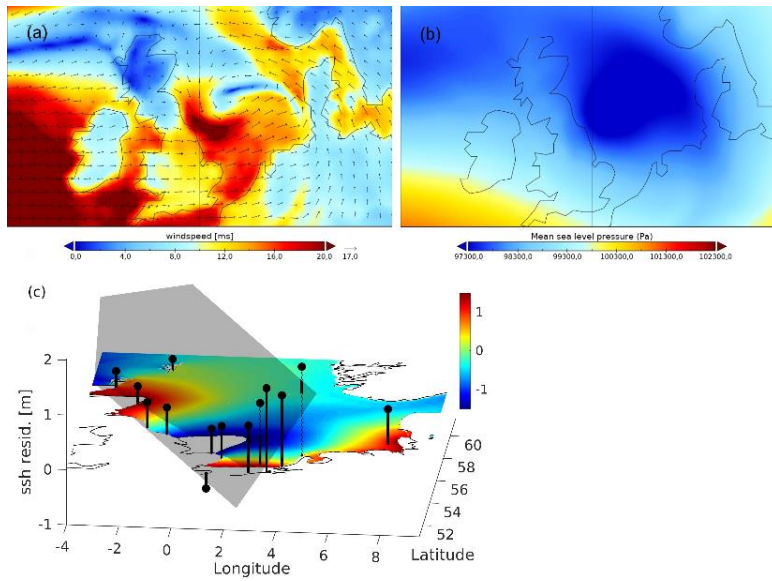 (a)
(b)
windspeed [ms]
0,0 4,0 8,0 12,0 16,0 20,0 17,0
Mean sea level pressure (Pa)
97300,0 98300,0 99300,0 100300,0 101300,0 102300,0
(c)
1
0
-1
2
1
0
-1
ssh resid. [m]
-4 -2 0 2 4 6 8
Longitude
60
58
56
54
52
Latitude